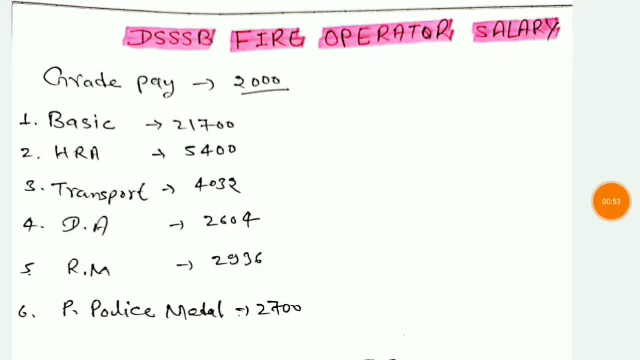 DSSSB FIRE OPERATOR SALARY
Grade pay → 2000
1. Basic → 21700
2. HRA → 5400
3. Transport → 4032
4. D.A → 2604
5. R.M → 2936
6. P. Police Medal → 2700
00:53